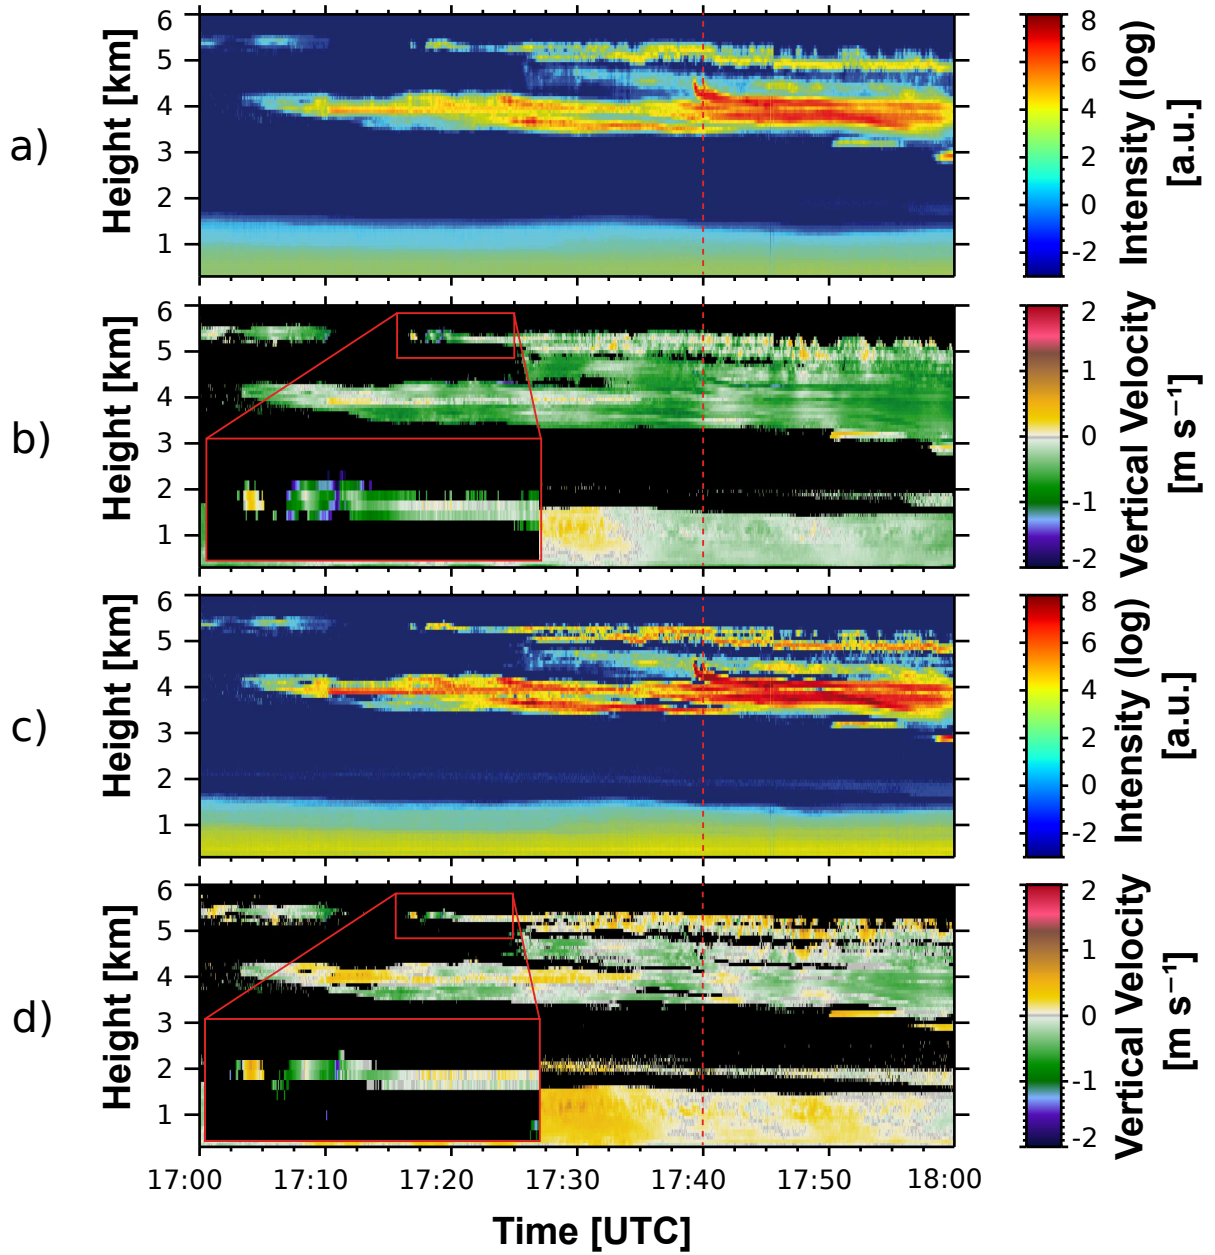 a)
Height [km]
6
5
4
3
2
1
8
6
4
2
0
-2
Intensity (log)
[a.u.]
b)
Height [km]
6
5
4
3
2
1
2
1
0
-1
-2
Vertical Velocity
[m s⁻¹]
c)
Height [km]
6
5
4
3
2
1
8
6
4
2
0
-2
Intensity (log)
[a.u.]
d)
Height [km]
6
5
4
3
2
1
2
1
0
-1
-2
Vertical Velocity
[m s⁻¹]
17:00 17:10 17:20 17:30 17:40 17:50 18:00
Time [UTC]